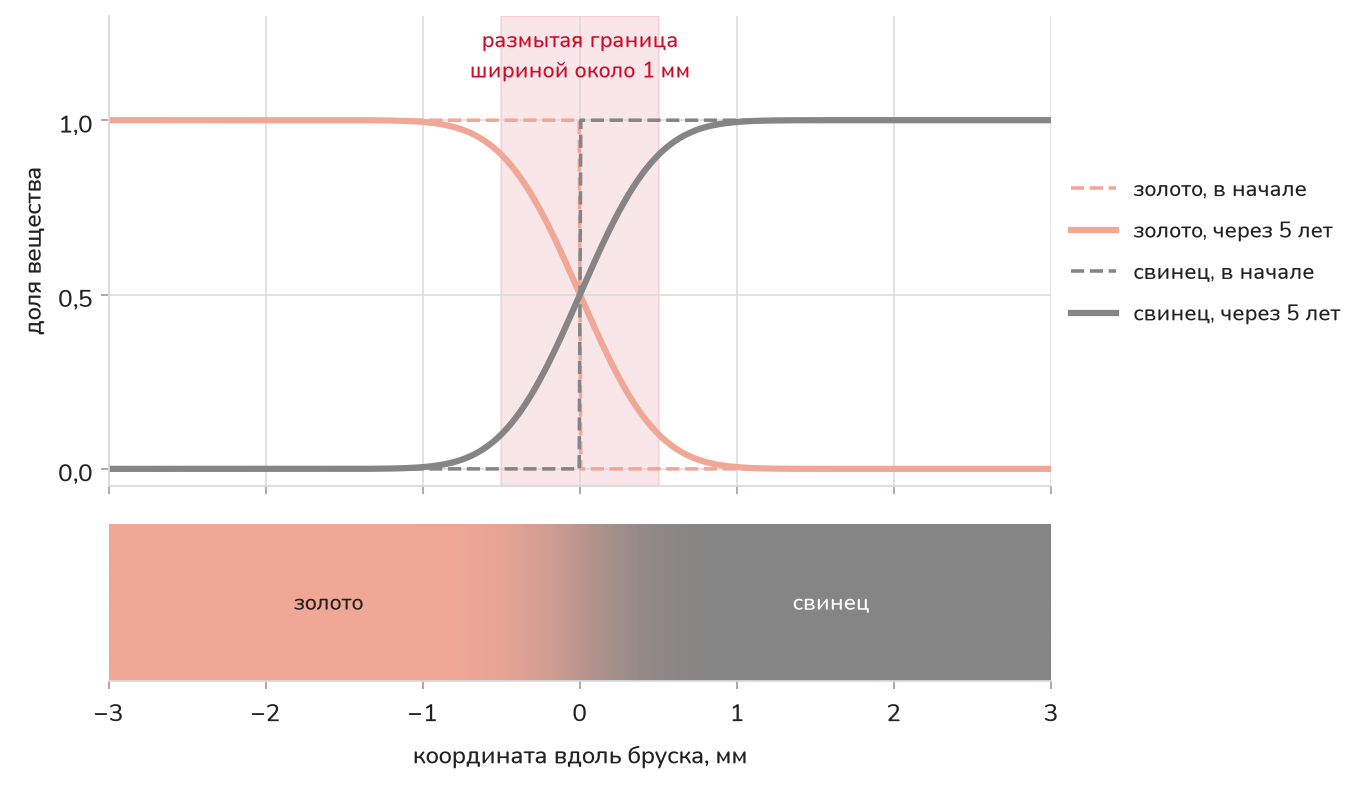 размытая граница
шириной около 1 мм
1,0
0,5
0,0
доля вещества
золото, в начале
золото, через 5 лет
свинец, в начале
свинец, через 5 лет
золото
свинец
−3 −2 −1 0 1 2 3
координата вдоль бруска, мм